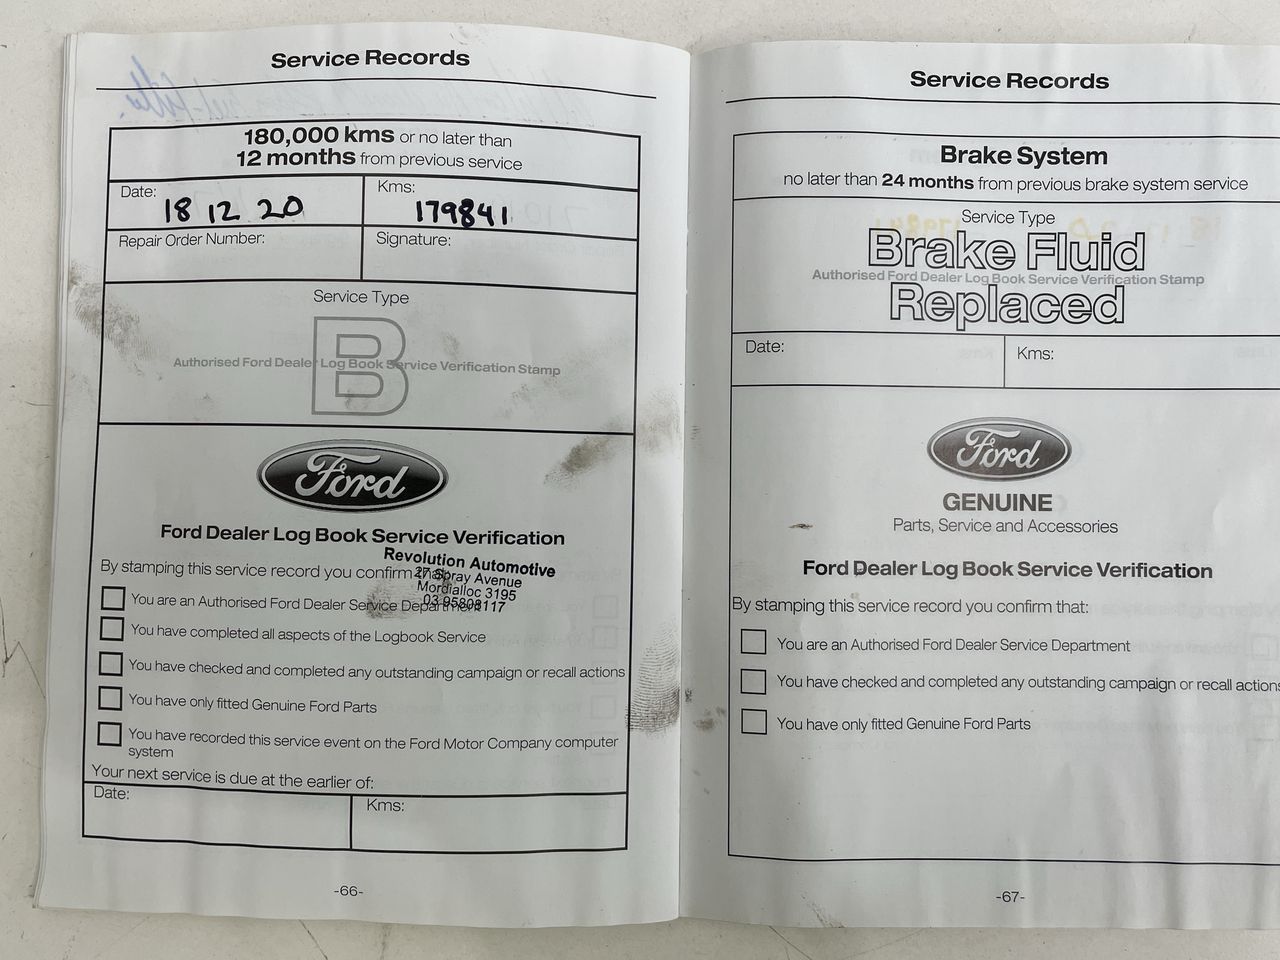 Service Records
180,000 kms or no later than
12 months from previous service
Date:
18 12 20
Kms:
179841
Repair Order Number:
Signature:
Service Type
B
Authorised Ford Dealer Log Book Service Verification Stamp
Ford
Ford Dealer Log Book Service Verification
By stamping this service record you confirm that:
Revolution Automotive
27 Spray Avenue
Mordialloc 3195
03 95808117
You are an Authorised Ford Dealer Service Department
You have completed all aspects of the Logbook Service
You have checked and completed any outstanding campaign or recall actions
You have only fitted Genuine Ford Parts
You have recorded this service event on the Ford Motor Company computer
system
Your next service is due at the earlier of:
Date:
Kms:
-66-
Service Records
Brake System
no later than 24 months from previous brake system service
Service Type
Brake Fluid
Authorised Ford Dealer Log Book Service Verification Stamp
Replaced
Date:
Kms:
Ford
GENUINE
Parts, Service and Accessories
Ford Dealer Log Book Service Verification
By stamping this service record you confirm that:
You are an Authorised Ford Dealer Service Department
You have checked and completed any outstanding campaign or recall actions
You have only fitted Genuine Ford Parts
-67-